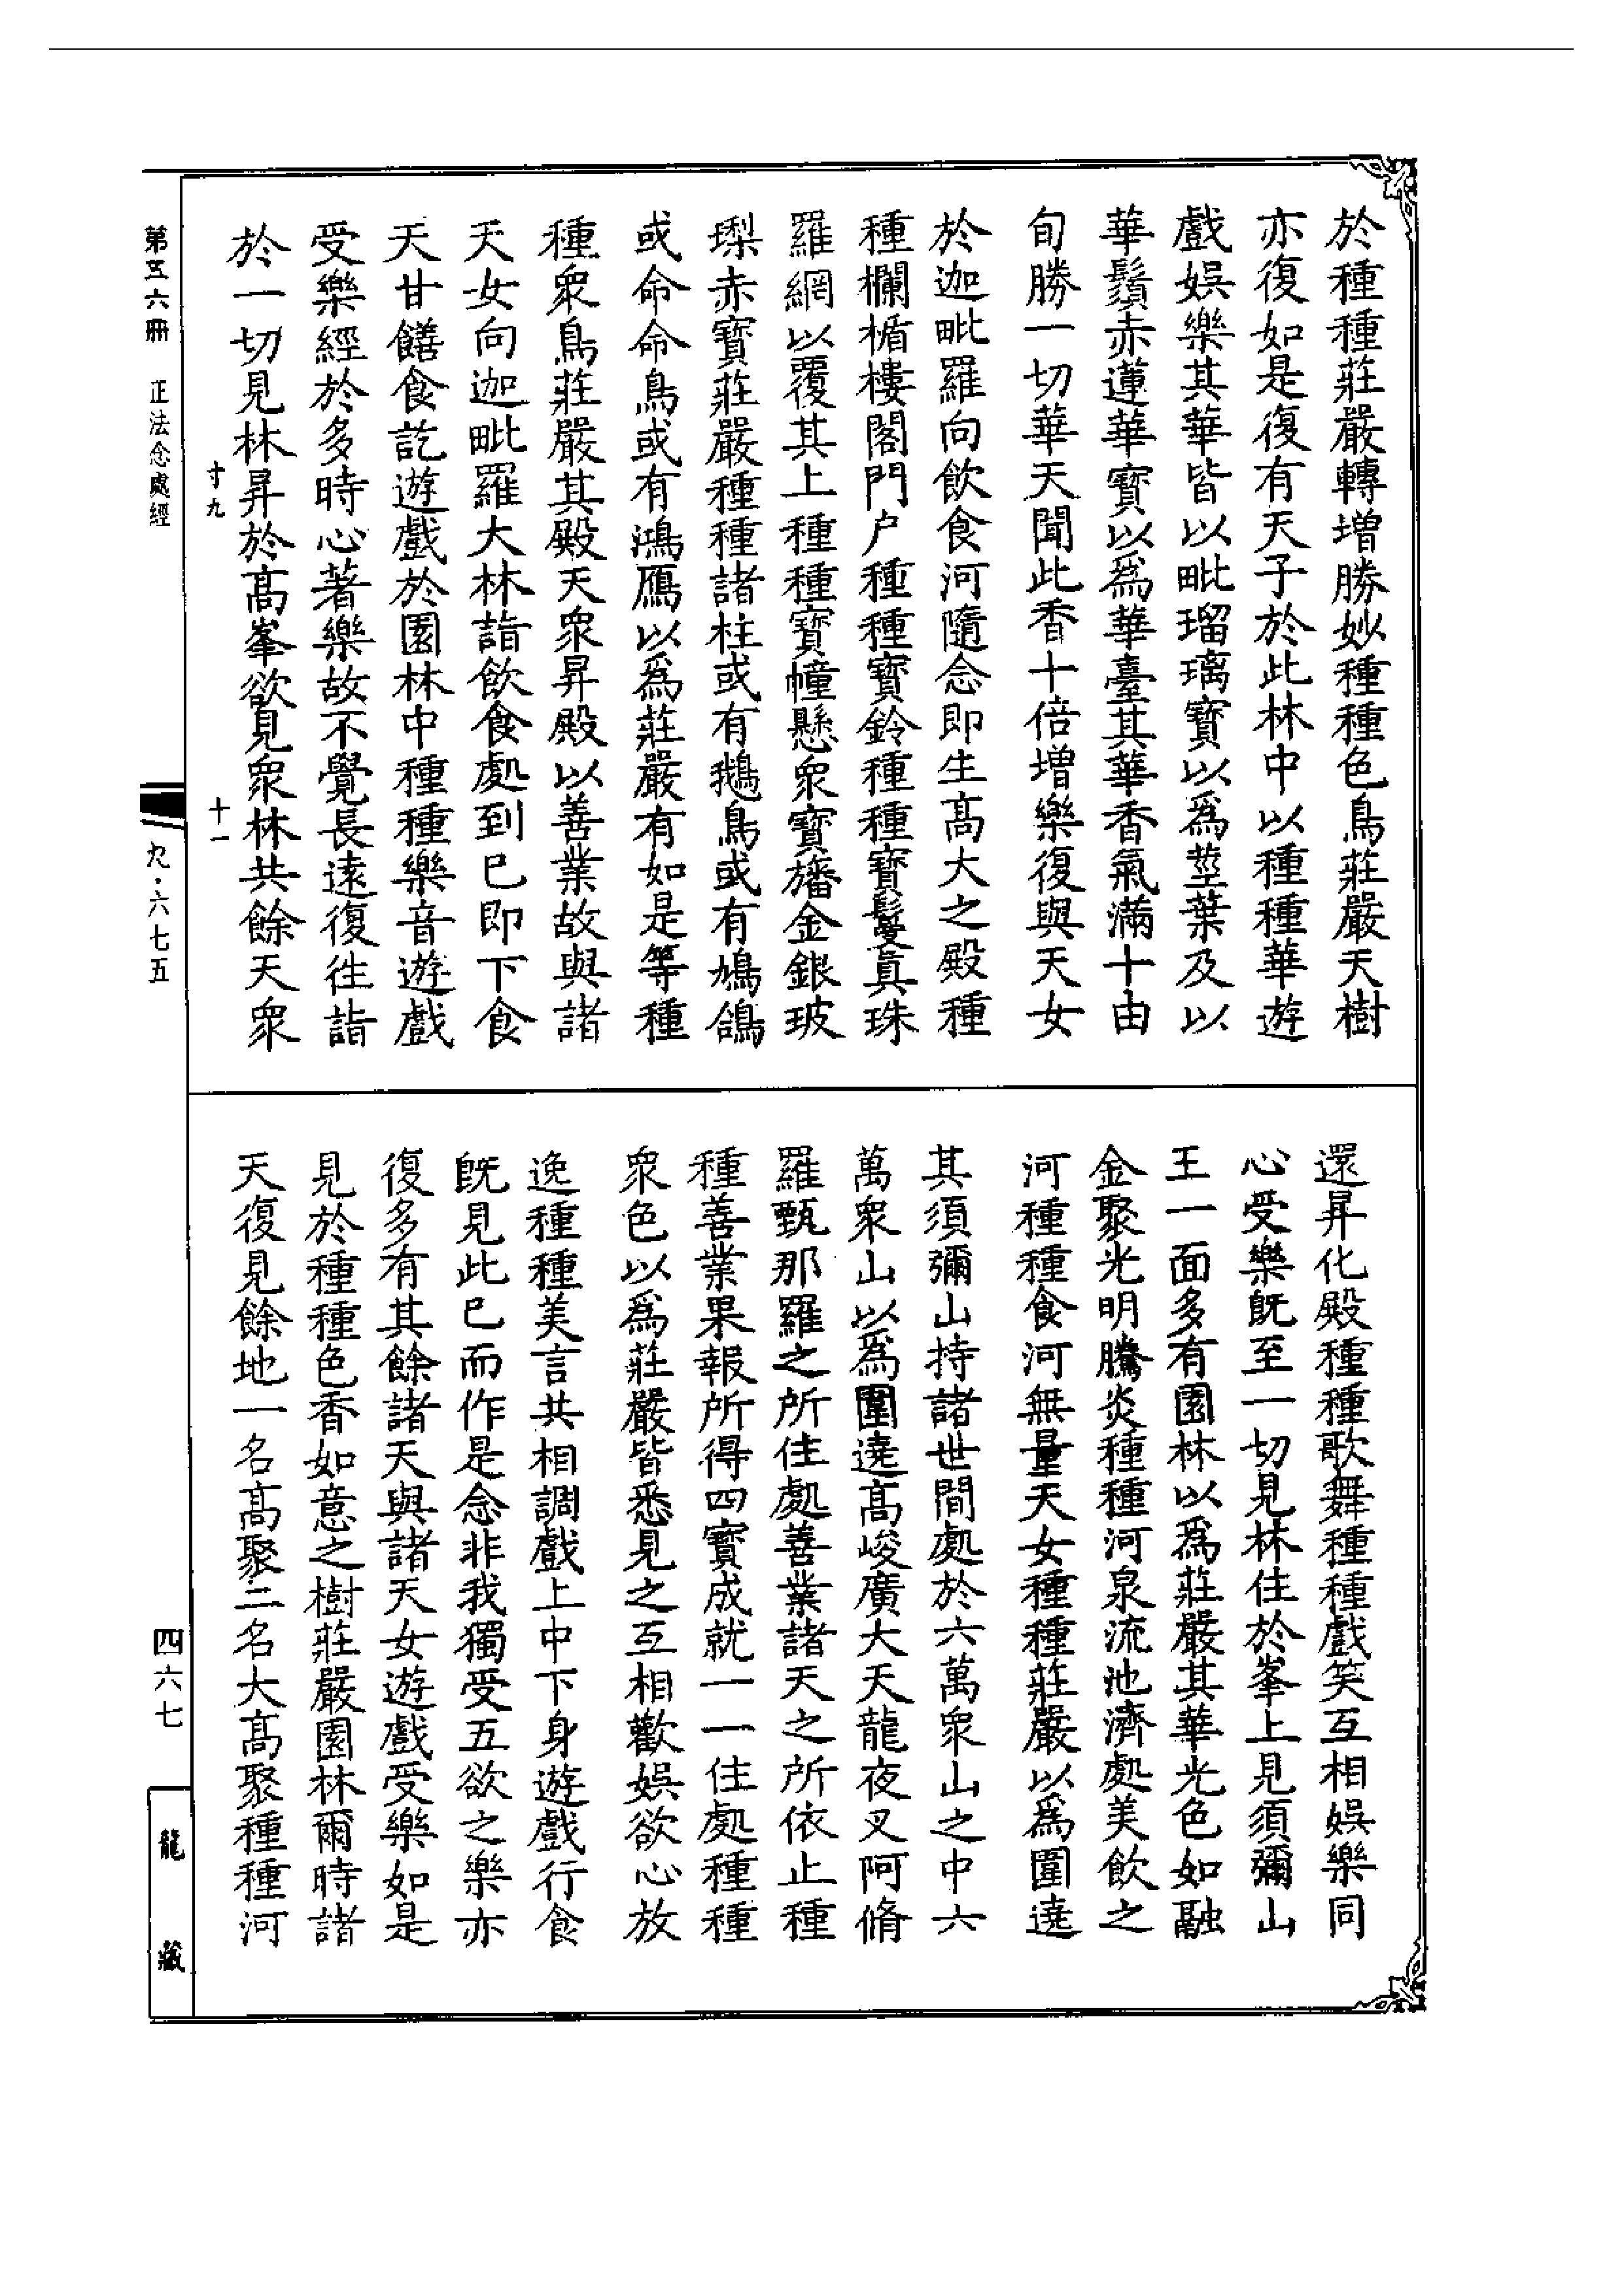 於種種莊嚴轉增勝妙種種色鳥莊嚴天樹
亦復如是復有天子於此林中以種種華遊
戲娛樂其華皆以毗瑠璃寶以爲莖葉及以
華鬚赤蓮華寶以爲華臺其華香氣滿十由
旬勝一切華天聞此香十倍增樂復與天女
於迦毗羅向飲食河隨念即生高大之殿種
種欄楯樓閣門户種種寶鈴種種寶鬘真珠
羅網以覆其上種種寶幢懸衆寶旛金銀玻
瓈赤寶莊嚴種種諸柱或有鵝鳥或有鳩鴿
或命命鳥或有鴻鴈以爲莊嚴有如是等種
種衆鳥莊嚴其殿天衆昇殿以善業故與諸
天女向迦毗羅大林詣飲食處到已即下食
天甘饍食訖遊戲於園林中種種樂音遊戲
受樂經於多時心著樂故不覺長遠復往詣
於一切見林昇於高峯欲見衆林共餘天衆
還昇化殿種種歌舞種種戲笑互相娛樂同
心受樂旣至一切見林住於峯上見須彌山
王一面多有園林以爲莊嚴其華光色如融
金聚光明騰炎種種河泉流池濟處美飲之
河種種食河無量天女種種莊嚴以爲圍遶
其須彌山持諸世間處於六萬衆山之中六
萬衆山以爲圍遶高峻廣大天龍夜叉阿脩
羅甄那羅之所住處善業諸天之所依止種
種善業果報所得四寶成就一一住處種種
衆色以爲莊嚴皆悉見之互相歡娛欲心放
逸種種美言共相調戲上中下身遊戲行食
旣見此已而作是念非我獨受五欲之樂亦
復多有其餘諸天與諸天女遊戲受樂如是
見於種種色香如意之樹莊嚴園林爾時諸
天復見餘地一名高聚二名大高聚種種河
寸九
十一
第五六冊 正法念處經
九·六七五
四六七
龍藏